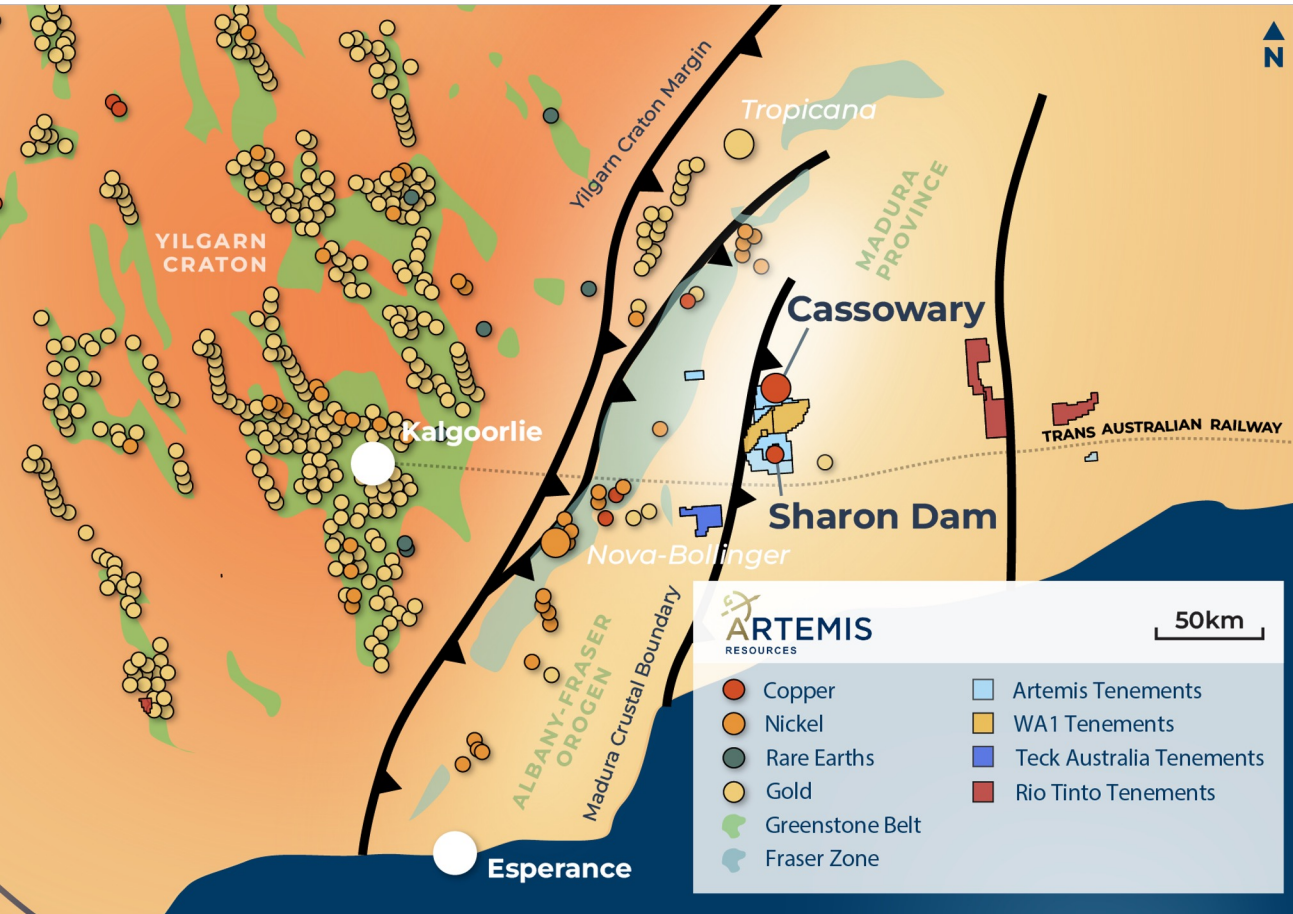 N
Yilgarn Craton Margin
Tropicana
MADURA
PROVINCE
YILGARN
CRATON
Cassowary
Kalgoorlie
TRANS AUSTRALIAN RAILWAY
Sharon Dam
Nova-Bollinger
ALBANY-FRASER
OROGEN
Madura Crustal Boundary
Esperance
ARTEMIS
RESOURCES
50km
Copper
Nickel
Rare Earths
Gold
Greenstone Belt
Fraser Zone
Artemis Tenements
WA1 Tenements
Teck Australia Tenements
Rio Tinto Tenements